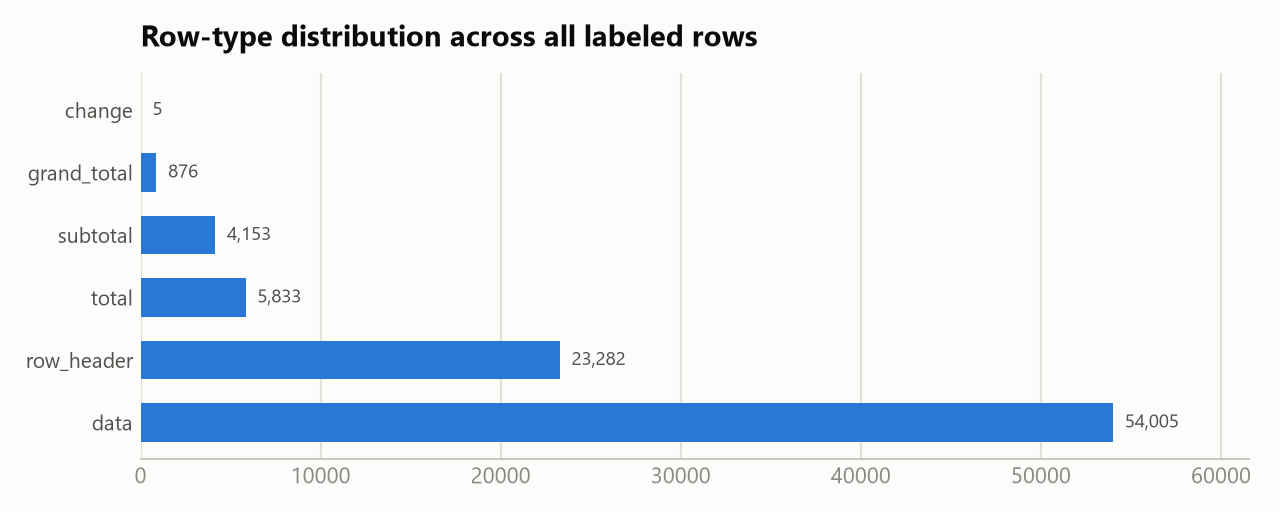 Row-type distribution across all labeled rows
change 5
grand_total 876
subtotal 4,153
total 5,833
row_header 23,282
data 54,005
0 10000 20000 30000 40000 50000 60000